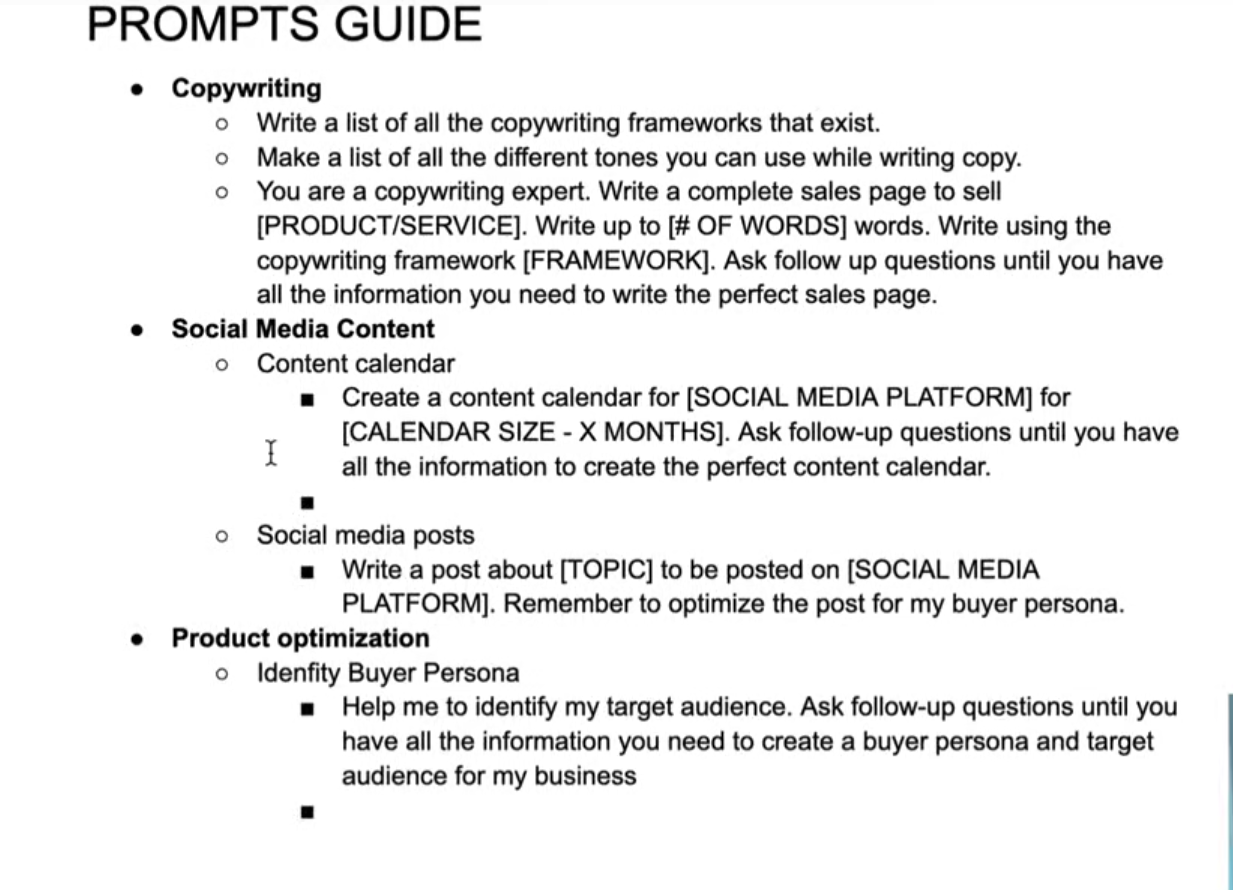 PROMPTS GUIDE
● Copywriting
○ Write a list of all the copywriting frameworks that exist.
○ Make a list of all the different tones you can use while writing copy.
○ You are a copywriting expert. Write a complete sales page to sell
[PRODUCT/SERVICE]. Write up to [# OF WORDS] words. Write using the
copywriting framework [FRAMEWORK]. Ask follow up questions until you have
all the information you need to write the perfect sales page.
● Social Media Content
○ Content calendar
■ Create a content calendar for [SOCIAL MEDIA PLATFORM] for
[CALENDAR SIZE - X MONTHS]. Ask follow-up questions until you have
all the information to create the perfect content calendar.
■
○ Social media posts
■ Write a post about [TOPIC] to be posted on [SOCIAL MEDIA
PLATFORM]. Remember to optimize the post for my buyer persona.
● Product optimization
○ Idenfity Buyer Persona
■ Help me to identify my target audience. Ask follow-up questions until you
have all the information you need to create a buyer persona and target
audience for my business
■